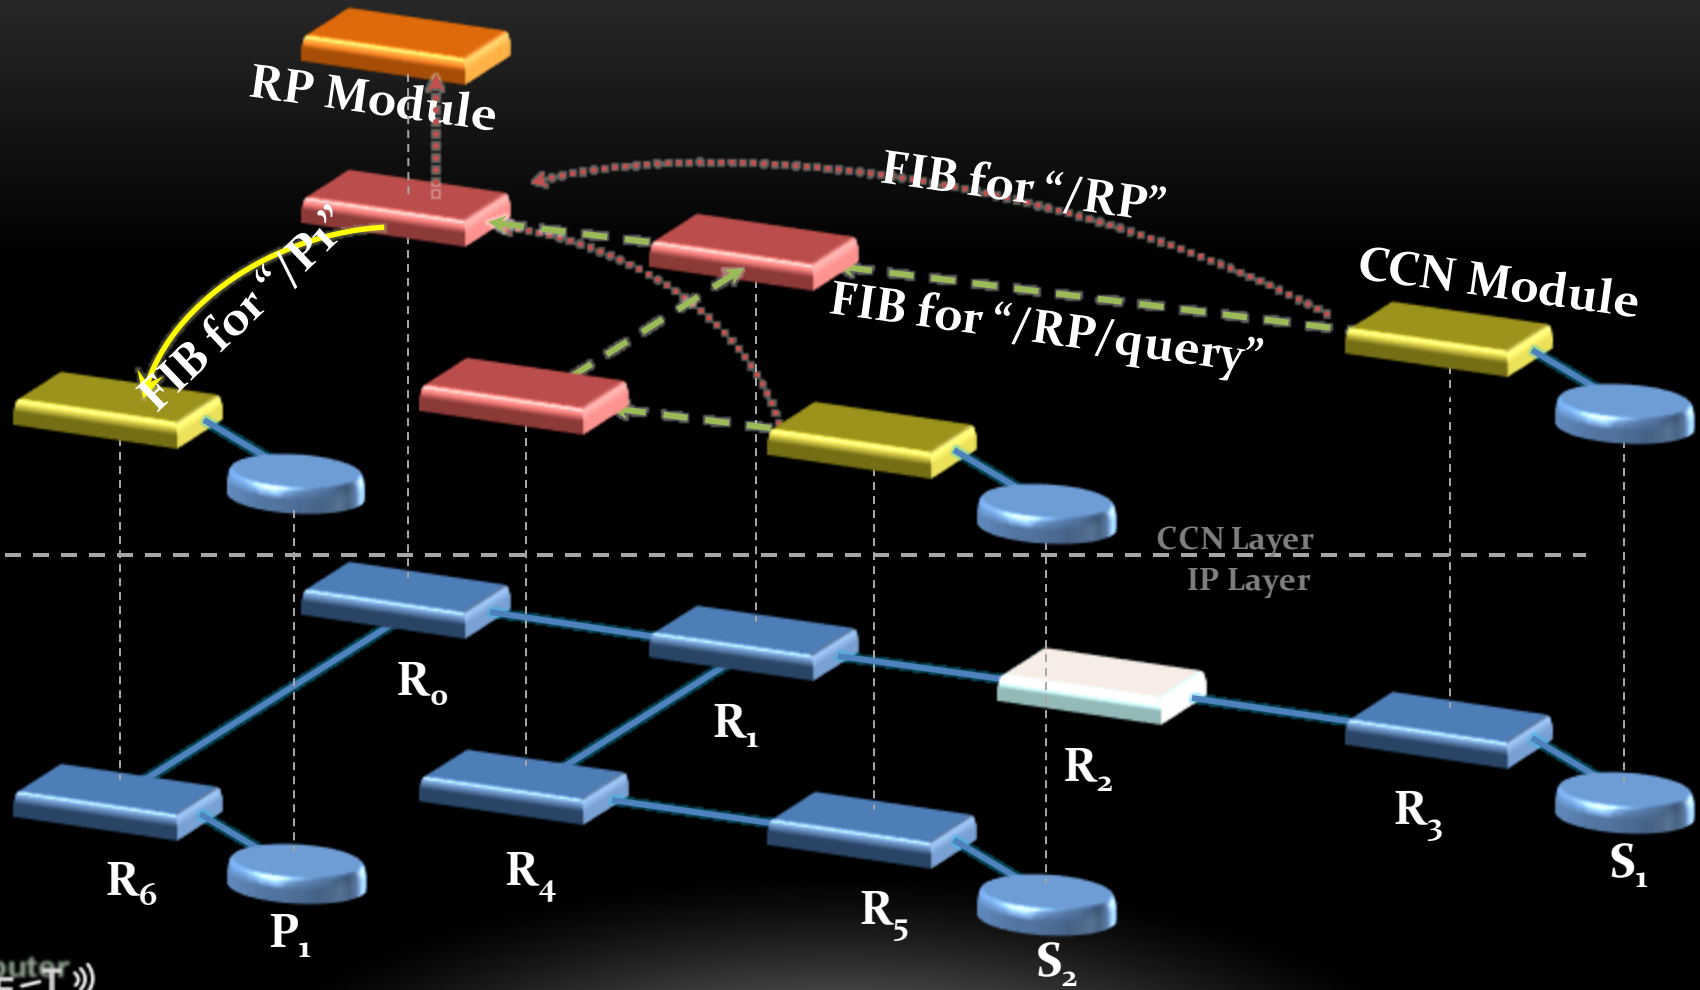 RP Module
FIB for “/RP”
FIB for “/P1”
CCN Module
FIB for “/RP/query”
CCN Layer
IP Layer
R0
R1
R2
R3
S1
R6
R4
R5
P1
S2